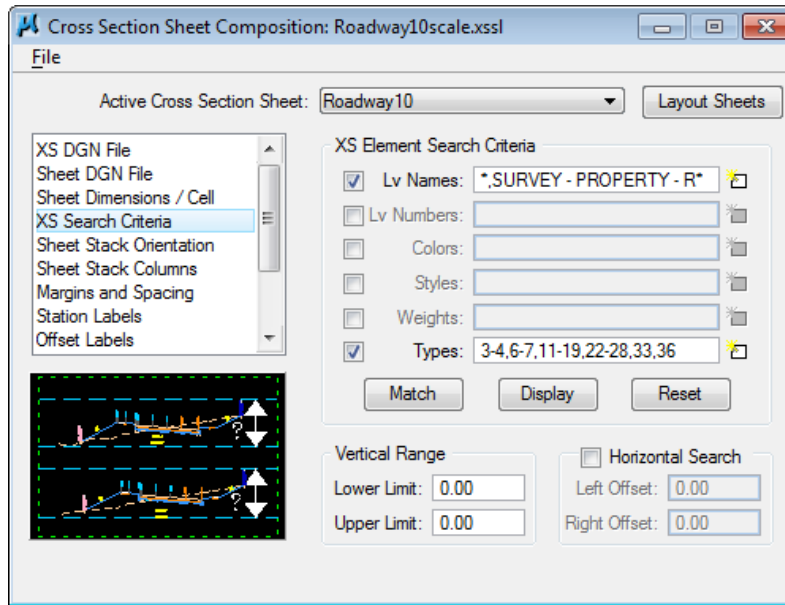 Cross Section Sheet Composition: Roadway10scale.xssl
File
Active Cross Section Sheet: Roadway10 Layout Sheets
XS DGN File
Sheet DGN File
Sheet Dimensions / Cell
XS Search Criteria
Sheet Stack Orientation
Sheet Stack Columns
Margins and Spacing
Station Labels
Offset Labels
XS Element Search Criteria
Lv Names: *,SURVEY - PROPERTY - R*
Lv Numbers:
Colors:
Styles:
Weights:
Types: 3-4,6-7,11-19,22-28,33,36
Match Display Reset
? 
?
Vertical Range
Lower Limit: 0.00
Upper Limit: 0.00
Horizontal Search
Left Offset: 0.00
Right Offset: 0.00